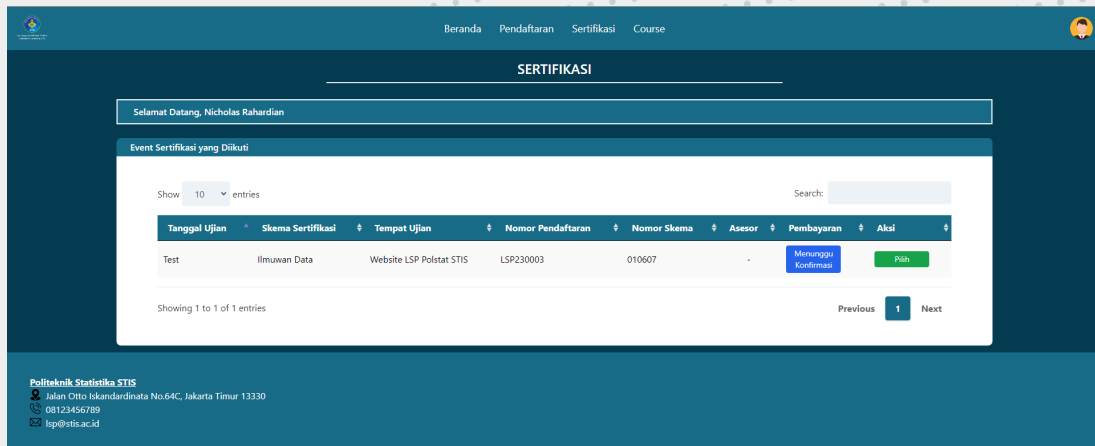 Beranda Pendaftaran Sertifikasi Course
SERTIFIKASI
Selamat Datang, Nicholas Rahardian
Event Sertifikasi yang Diikuti
Show 10 entries Search:
Tanggal Ujian Skema Sertifikasi Tempat Ujian Nomor Pendaftaran Nomor Skema Asesor Pembayaran Aksi
Test Ilmuwan Data Website LSP Polstat STIS LSP230003 010607 - Menunggu Konfirmasi Pilih
Showing 1 to 1 of 1 entries Previous 1 Next
Politeknik Statistika STIS
Jalan Otto Iskandardinata No.64C, Jakarta Timur 13330
08123456789
lsp@stis.ac.id